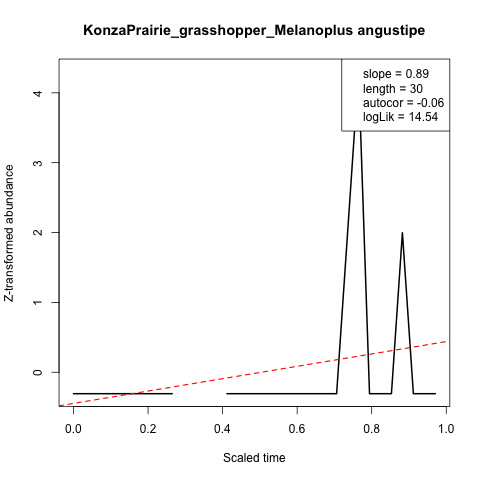 KonzaPrairie_grasshopper_Melanoplus angustipe
slope = 0.89
length = 30
autocor = -0.06
logLik = 14.54
Z-transformed abundance
4
3
2
1
0
0.0 0.2 0.4 0.6 0.8 1.0
Scaled time